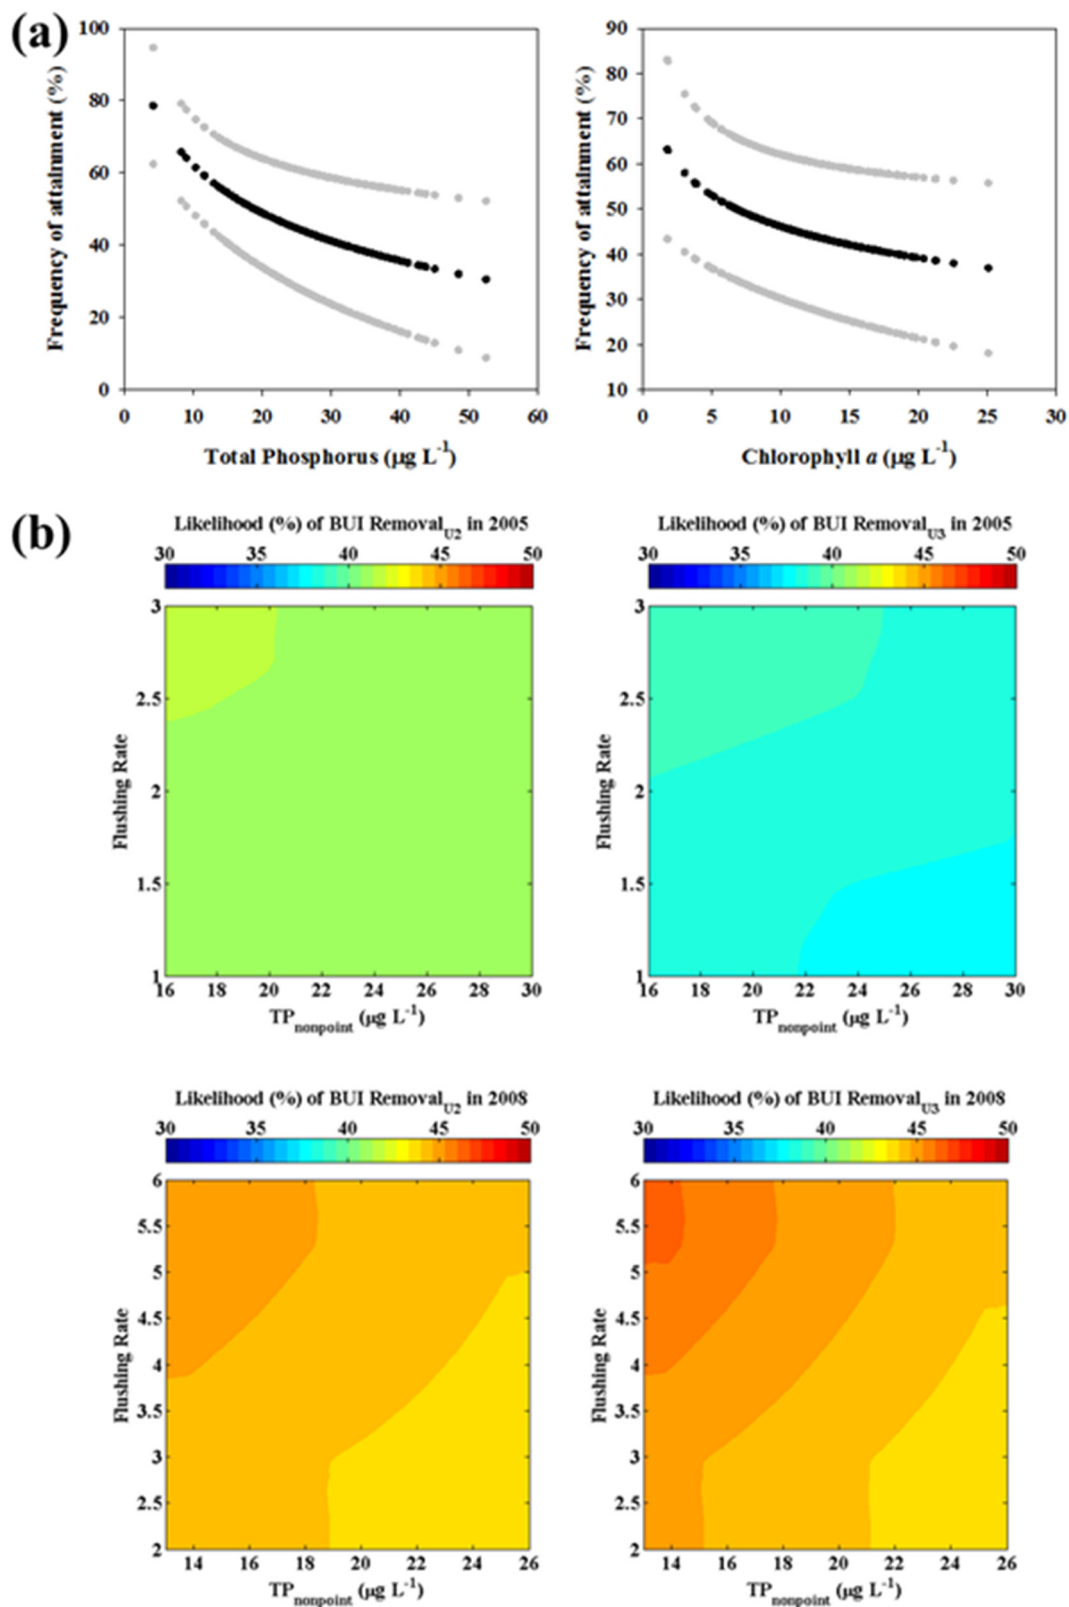 (a)
100
80
60
40
20
0
Frequency of attainment (%)
0 10 20 30 40 50 60
Total Phosphorus (µg L-1)
90
80
70
60
50
40
30
20
10
Frequency of attainment (%)
0 5 10 15 20 25 30
Chlorophyll a (µg L-1)
(b)
Likelihood (%) of BUI RemovalU2 in 2005
30 35 40 45 50
3
2.5
2
1.5
1
Flushing Rate
16 18 20 22 24 26 28 30
TPnonpoint (µg L-1)
Likelihood (%) of BUI RemovalU3 in 2005
30 35 40 45 50
3
2.5
2
1.5
1
Flushing Rate
16 18 20 22 24 26 28 30
TPnonpoint (µg L-1)
Likelihood (%) of BUI RemovalU2 in 2008
30 35 40 45 50
6
5.5
5
4.5
4
3.5
3
2.5
2
Flushing Rate
14 16 18 20 22 24 26
TPnonpoint (µg L-1)
Likelihood (%) of BUI RemovalU3 in 2008
30 35 40 45 50
6
5.5
5
4.5
4
3.5
3
2.5
2
Flushing Rate
14 16 18 20 22 24 26
TPnonpoint (µg L-1)